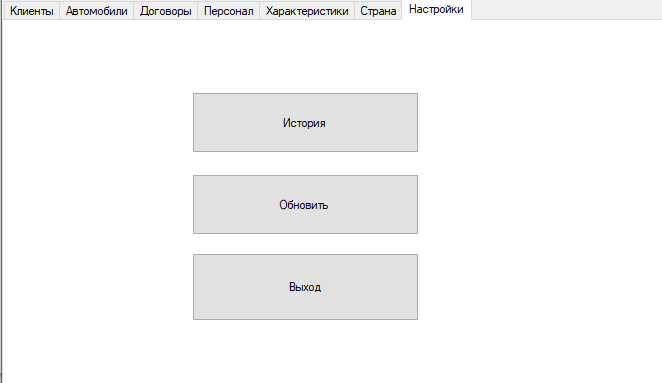 Клиенты Автомобили Договоры Персонал Характеристики Страна Настройки
История
Обновить
Выход